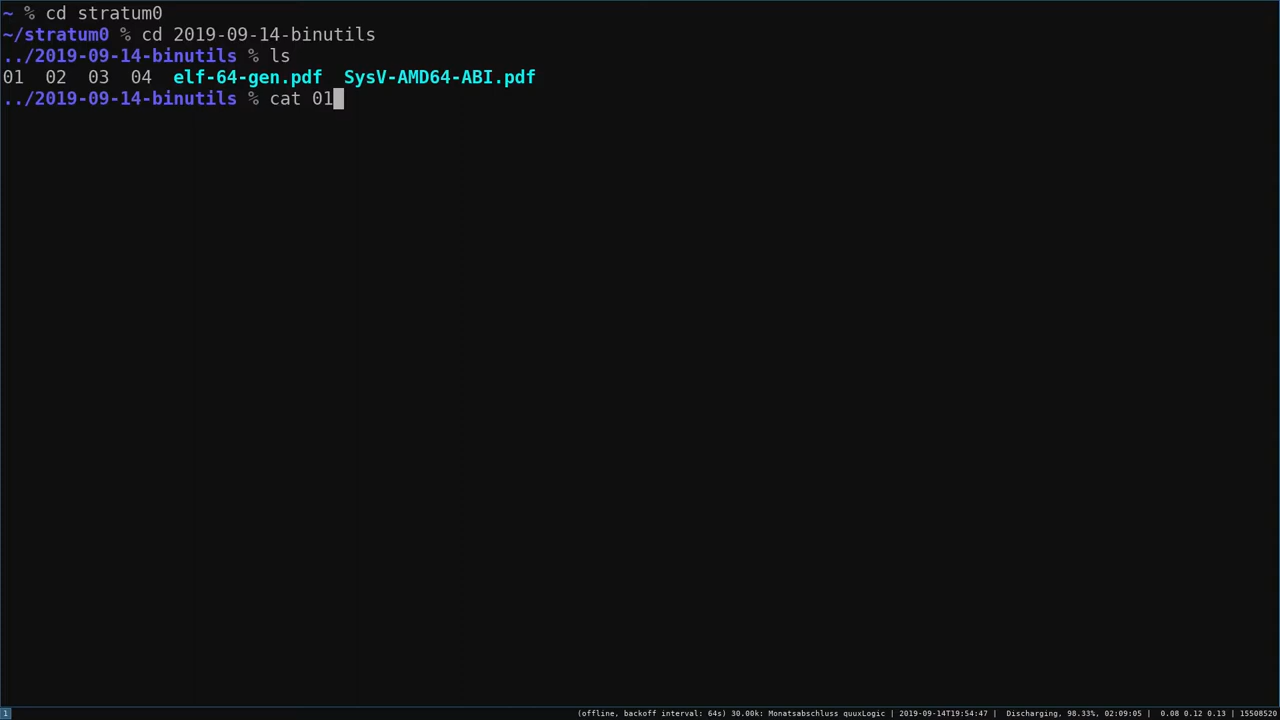 ~ % cd stratum0
~/stratum0 % cd 2019-09-14-binutils
../2019-09-14-binutils % ls
01 02 03 04 elf-64-gen.pdf SysV-AMD64-ABI.pdf
../2019-09-14-binutils % cat 01
1 (offline, backoff interval: 64s) 30.00k: Monatsabschluss quuxLogic | 2019-09-14T19:54:47 | Discharging, 98.33%, 02:09:05 | 0.08 0.12 0.13 | 15508520